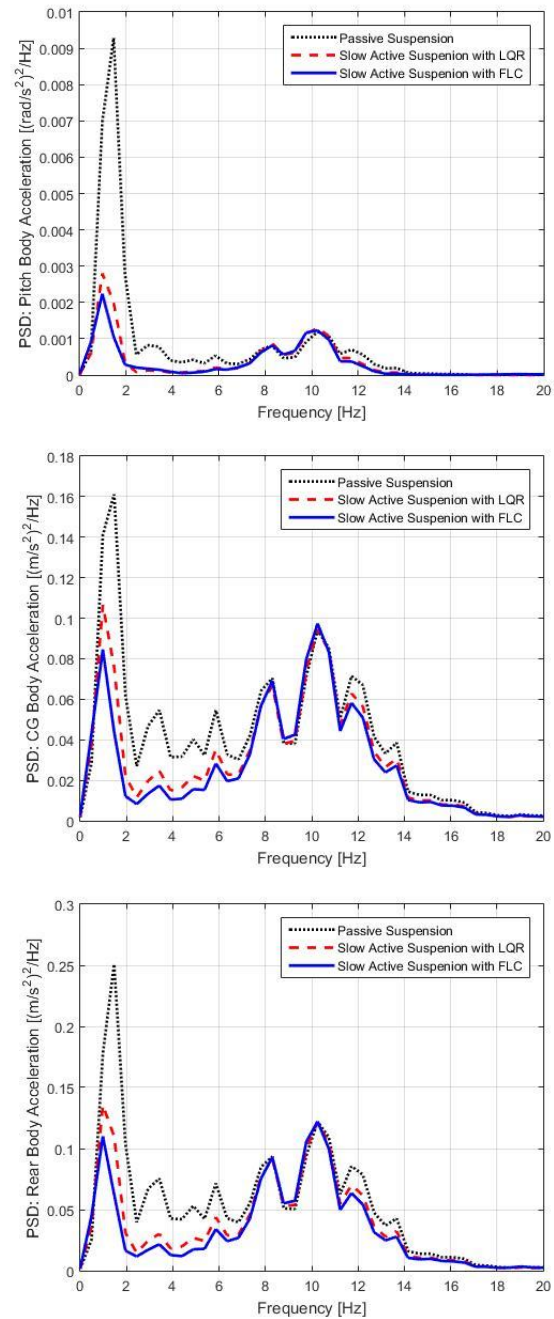 PSD: Pitch Body Acceleration [(rad/s²)²/Hz]
0.01
0.009
0.008
0.007
0.006
0.005
0.004
0.003
0.002
0.001
0
Passive Suspension
Slow Active Suspenion with LQR
Slow Active Suspenion with FLC
0 2 4 6 8 10 12 14 16 18 20
Frequency [Hz]
PSD: CG Body Acceleration [(m/s²)²/Hz]
0.18
0.16
0.14
0.12
0.1
0.08
0.06
0.04
0.02
0
Passive Suspension
Slow Active Suspenion with LQR
Slow Active Suspenion with FLC
0 2 4 6 8 10 12 14 16 18 20
Frequency [Hz]
PSD: Rear Body Acceleration [(m/s²)²/Hz]
0.3
0.25
0.2
0.15
0.1
0.05
0
Passive Suspension
Slow Active Suspenion with LQR
Slow Active Suspenion with FLC
0 2 4 6 8 10 12 14 16 18 20
Frequency [Hz]